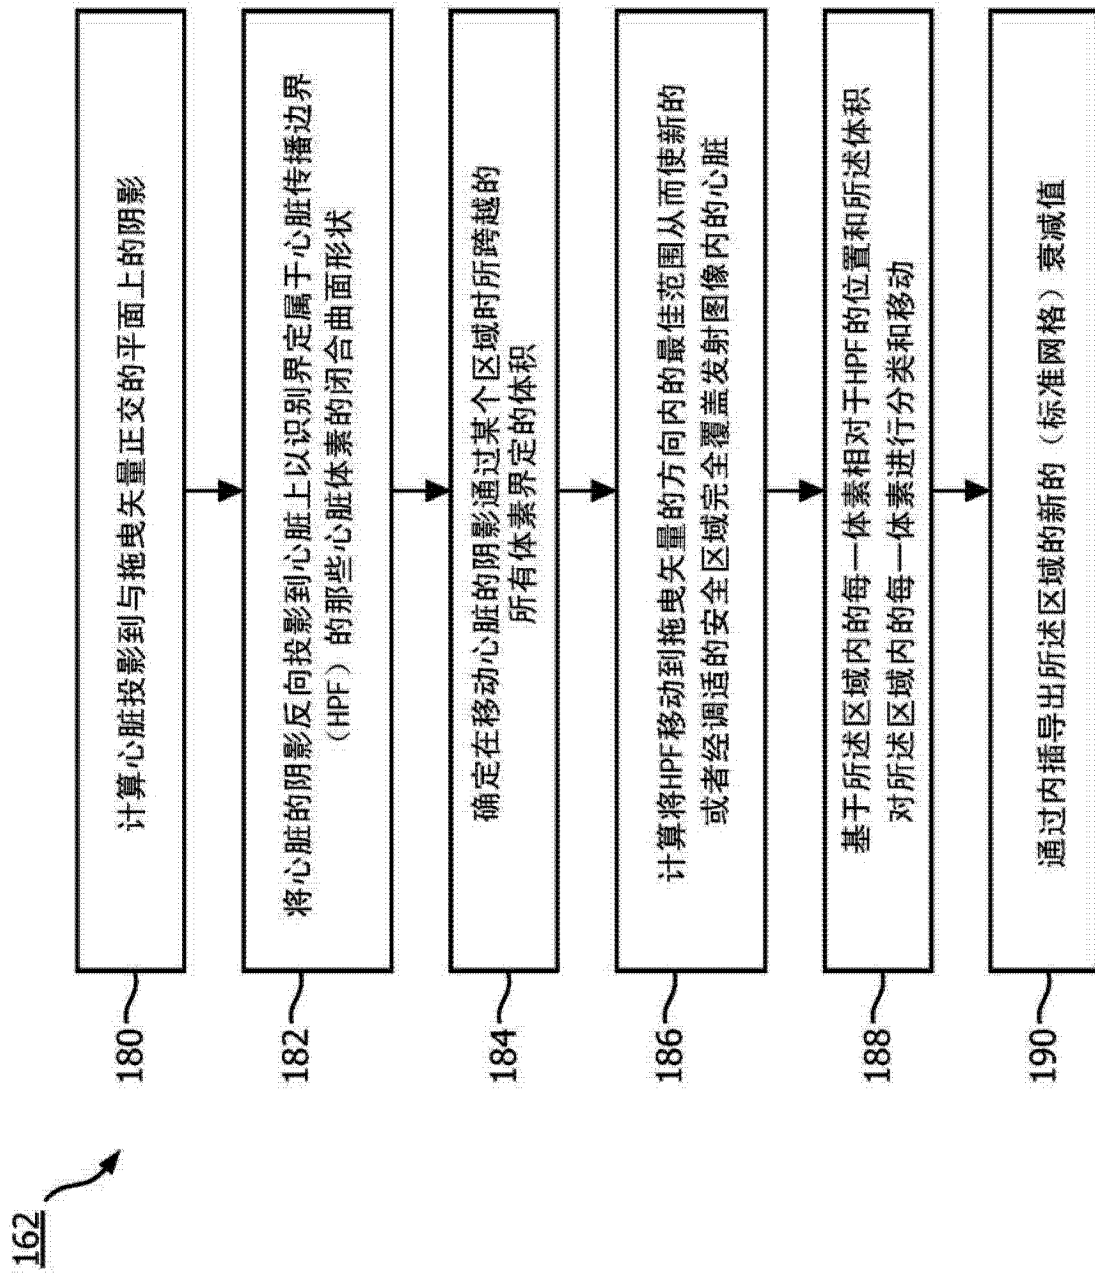 162
180
计算心脏投影到与拖曳矢量正交的平面上的阴影
182
将心脏的阴影反向投影到心脏上以识别界定属于心脏传播边界
（HPF）的那些心脏体素的闭合曲面形状
184
确定在移动心脏的阴影通过某个区域时所跨越的
所有体素界定的体积
186
计算将HPF移动到拖曳矢量的方向内的最佳范围从而使新的
或者经调适的安全区域完全覆盖发射图像内的心脏
188
基于所述区域内的每一体素相对于HPF的位置和所述体积
对所述区域内的每一体素进行分类和移动
190
通过内插导出所述区域的新的（标准网格）衰减值